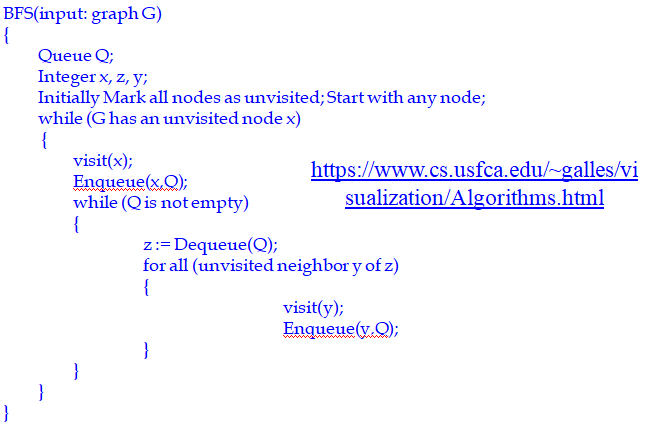 BFS(input: graph G)
{
Queue Q;
Integer x, z, y;
Initially Mark all nodes as unvisited; Start with any node;
while (G has an unvisited node x)
{
visit(x);
Enqueue(x,Q);
while (Q is not empty)
{
z := Dequeue(Q);
for all (unvisited neighbor y of z)
{
visit(y);
Enqueue(y,Q);
}
}
}
}
https://www.cs.usfca.edu/~galles/vi
sualization/Algorithms.html